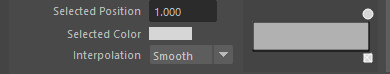 Selected Position 1.000
Selected Color
Interpolation Smooth